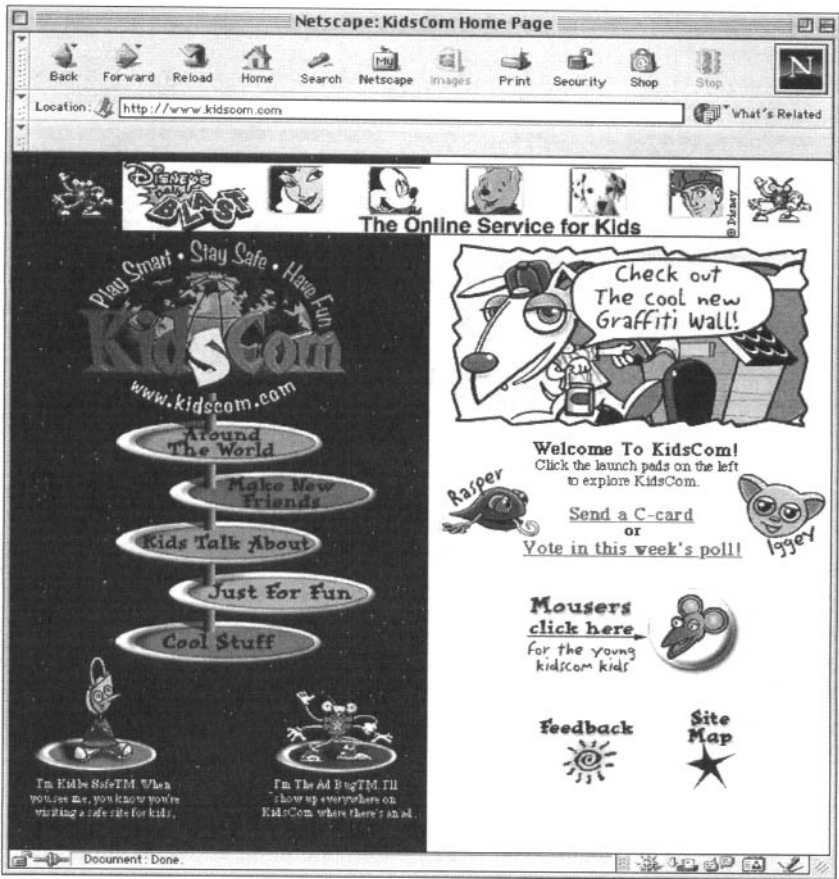 Netscape: KidsCom Home Page
Back Forward Reload Home Search Netscape Images Print Security Shop Stop
My
N
Location: http://www.kidscom.com What's Related
Disney's
Daily
BLAST
The Online Service for Kids
© Disney
Play Smart • Stay Safe • Have Fun
KidsCom
www.kidscom.com
Around
The World
Make New
Friends
Kids Talk About
Just For Fun
Cool Stuff
I'm Kid be SafeTM. When
you see me, you know you're
visiting a safe site for kids.
I'm The Ad BugTM. I'll
show up everywhere on
KidsCom where there's an ad.
Check out
The cool new
Graffiti Wall!
Welcome To KidsCom!
Click the launch pads on the left
to explore KidsCom.
Rasper
Iggey
Send a C-card
or
Vote in this week's poll!
Mousers
click here
for the young
kidscom kids
Feedback
Site
Map
Document: Done.